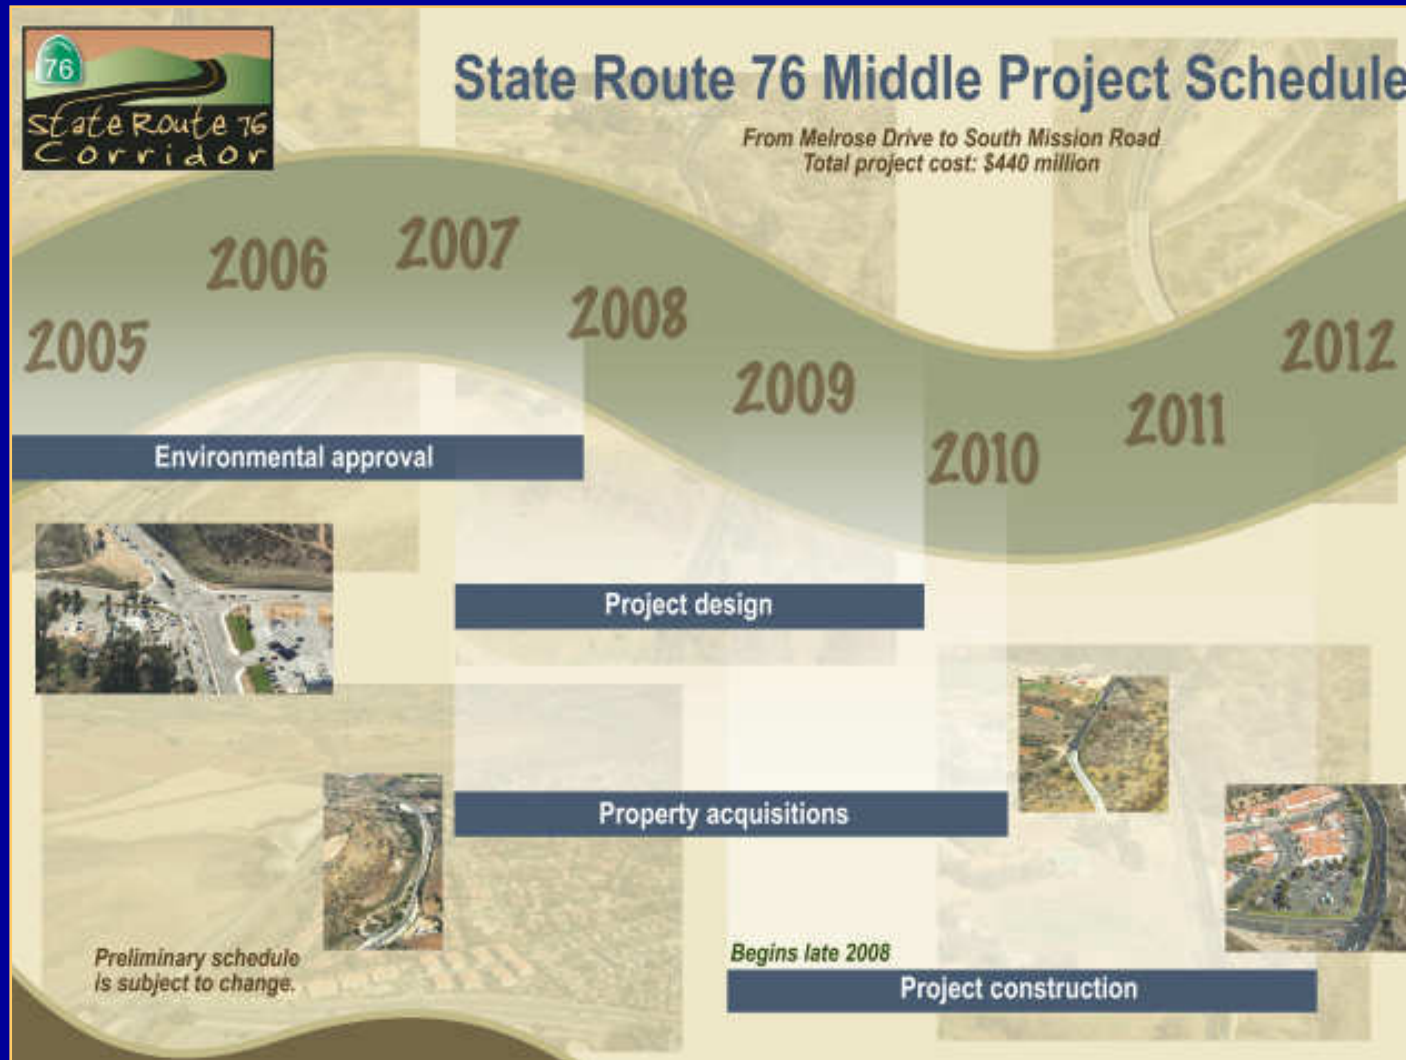 76
State Route 76
Corridor
State Route 76 Middle Project Schedule
From Melrose Drive to South Mission Road
Total project cost: $440 million
2005
2006
2007
2008
2009
2010
2011
2012
Environmental approval
Project design
Property acquisitions
Preliminary schedule
is subject to change.
Begins late 2008
Project construction